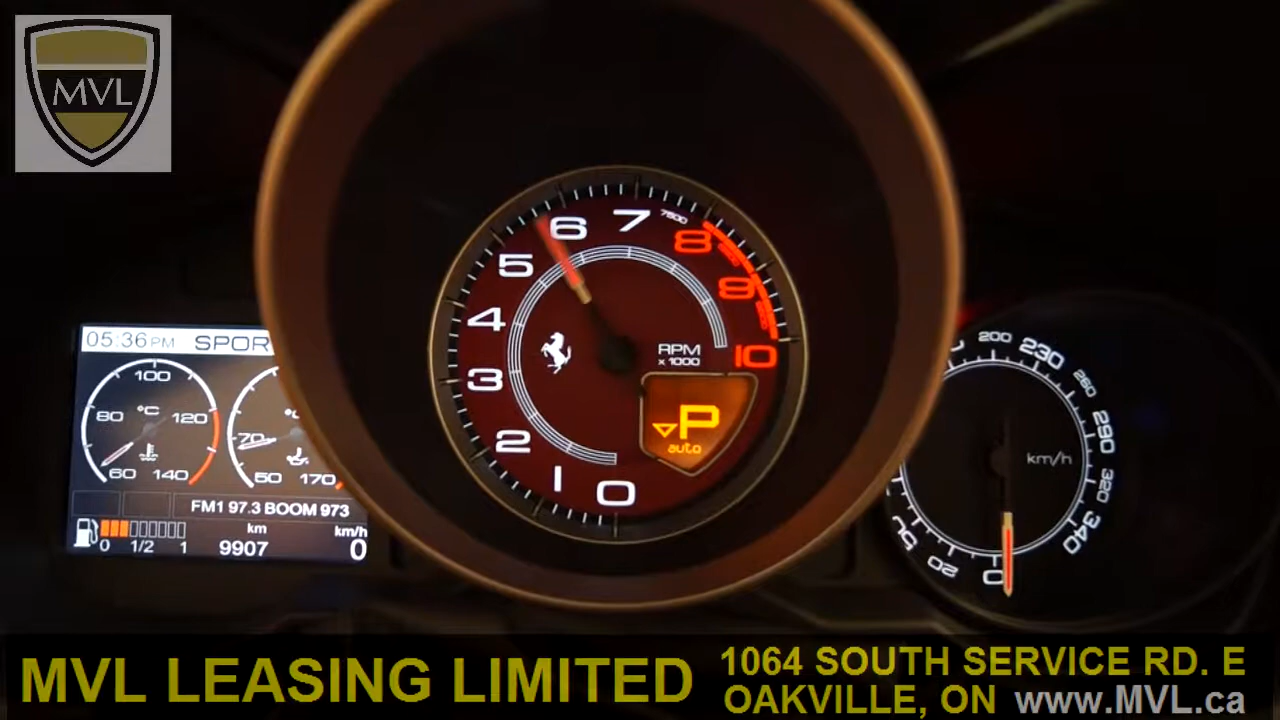 MVL
05:36 PM SPOR
100
80 °C 120
60 140
70
50 170
FM1 97.3 BOOM 973
km km/h
0 1/2 1 9907 0
7500
6 7 8
5 9
4 10
3
2
1 0
RPM
x 1000
P
auto
200 230 260
290
320
340
km/h
0 20
MVL LEASING LIMITED
1064 SOUTH SERVICE RD. E
OAKVILLE, ON www.MVL.ca